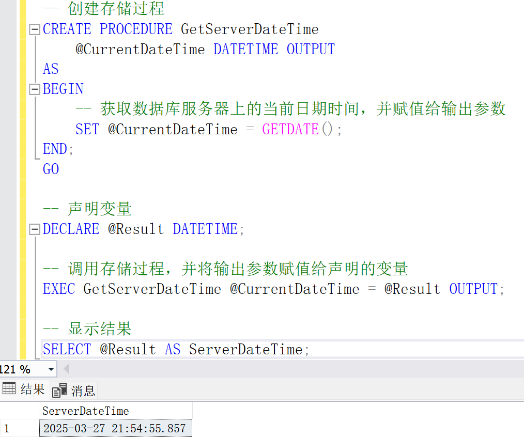 -- 创建存储过程
CREATE PROCEDURE GetServerDateTime
@CurrentDateTime DATETIME OUTPUT
AS
BEGIN
-- 获取数据库服务器上的当前日期时间，并赋值给输出参数
SET @CurrentDateTime = GETDATE();
END;
GO
-- 声明变量
DECLARE @Result DATETIME;
-- 调用存储过程，并将输出参数赋值给声明的变量
EXEC GetServerDateTime @CurrentDateTime = @Result OUTPUT;
-- 显示结果
SELECT @Result AS ServerDateTime;
121 %
结果 消息
ServerDateTime
1 2025-03-27 21:54:55.857